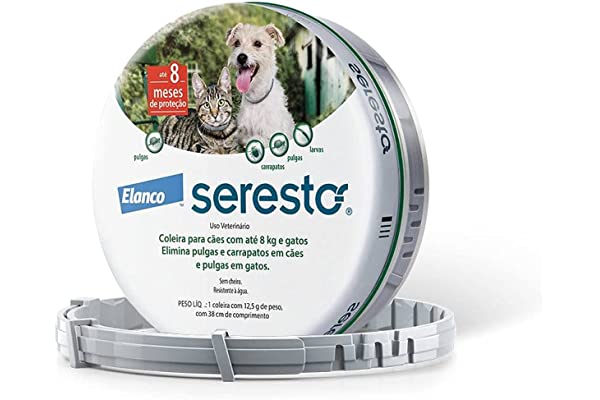 até 8
meses
de proteção
pulgas
carrapatos
pulgas
larvas
Elanco
seresto®
Uso Veterinário
Coleira para cães com até 8 kg e gatos
Elimina pulgas e carrapatos em cães
e pulgas em gatos.
Sem cheiro.
Resistente à água.
PESO LÍQ .: 1 coleira com 12,5 g de peso,
com 38 cm de comprimento
seresto